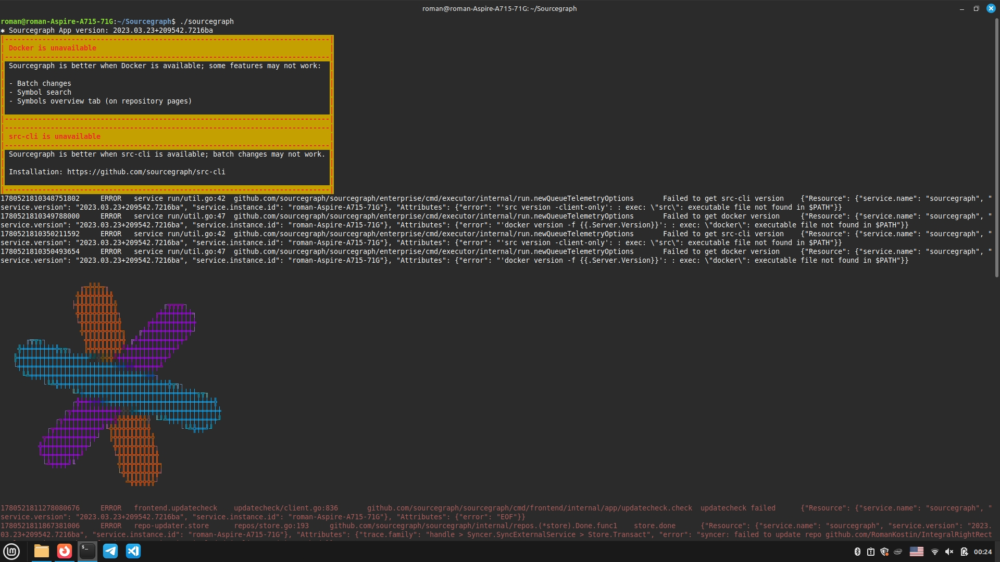 roman@roman-Aspire-A715-71G: ~/Sourcegraph
roman@roman-Aspire-A715-71G:~/Sourcegraph$ ./sourcegraph
✱ Sourcegraph App version: 2023.03.23+209542.7216ba
|------------------------------------------------------------------------------|
| Docker is unavailable
|------------------------------------------------------------------------------|
Sourcegraph is better when Docker is available; some features may not work:
- Batch changes
- Symbol search
- Symbols overview tab (on repository pages)
|------------------------------------------------------------------------------|
|------------------------------------------------------------------------------|
| src-cli is unavailable
|------------------------------------------------------------------------------|
Sourcegraph is better when src-cli is available; batch changes may not work.
Installation: https://github.com/sourcegraph/src-cli
|------------------------------------------------------------------------------|
1780521810348751802     ERROR   service run/util.go:42  github.com/sourcegraph/sourcegraph/enterprise/cmd/executor/internal/run.newQueueTelemetryOptions       Failed to get src-cli version    {"Resource": {"service.name": "sourcegraph", "
service.version": "2023.03.23+209542.7216ba", "service.instance.id": "roman-Aspire-A715-71G"}, "Attributes": {"error": "'src version -client-only': : exec: \"src\": executable file not found in $PATH"}}
1780521810349788000     ERROR   service run/util.go:47  github.com/sourcegraph/sourcegraph/enterprise/cmd/executor/internal/run.newQueueTelemetryOptions       Failed to get docker version     {"Resource": {"service.name": "sourcegraph", "
service.version": "2023.03.23+209542.7216ba", "service.instance.id": "roman-Aspire-A715-71G"}, "Attributes": {"error": "'docker version -f {{.Server.Version}}': : exec: \"docker\": executable file not found in $PATH"}}
1780521810350211592     ERROR   service run/util.go:42  github.com/sourcegraph/sourcegraph/enterprise/cmd/executor/internal/run.newQueueTelemetryOptions       Failed to get src-cli version    {"Resource": {"service.name": "sourcegraph", "
service.version": "2023.03.23+209542.7216ba", "service.instance.id": "roman-Aspire-A715-71G"}, "Attributes": {"error": "'src version -client-only': : exec: \"src\": executable file not found in $PATH"}}
1780521810350493654     ERROR   service run/util.go:47  github.com/sourcegraph/sourcegraph/enterprise/cmd/executor/internal/run.newQueueTelemetryOptions       Failed to get docker version     {"Resource": {"service.name": "sourcegraph", "
service.version": "2023.03.23+209542.7216ba", "service.instance.id": "roman-Aspire-A715-71G"}, "Attributes": {"error": "'docker version -f {{.Server.Version}}': : exec: \"docker\": executable file not found in $PATH"}}
1780521811278080676     ERROR   frontend.updatecheck    updatecheck/client.go:836       github.com/sourcegraph/sourcegraph/cmd/frontend/internal/app/updatecheck.check  updatecheck failed      {"Resource": {"service.name": "sourcegraph", "
service.version": "2023.03.23+209542.7216ba", "service.instance.id": "roman-Aspire-A715-71G"}, "Attributes": {"error": "EOF"}}
1780521811867381006     ERROR   repo-updater.store      repos/store.go:193     github.com/sourcegraph/sourcegraph/internal/repos.(*store).Done.func1    store.done      {"Resource": {"service.name": "sourcegraph", "service.version": "2023.
03.23+209542.7216ba", "service.instance.id": "roman-Aspire-A715-71G"}, "Attributes": {"trace.family": "handle > Syncer.SyncExternalService > Store.Transact", "error": "syncer: failed to update repo github.com/RomanKostin/IntegralRightRect
00:24